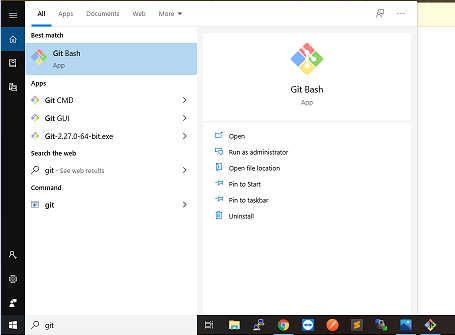 All Apps Documents Web More
Best match
Git Bash
App
Apps
Git CMD
Git GUI
Git-2.27.0-64-bit.exe
Search the web
git - See web results
Command
git
Git Bash
App
Open
Run as administrator
Open file location
Pin to Start
Pin to taskbar
Uninstall
git